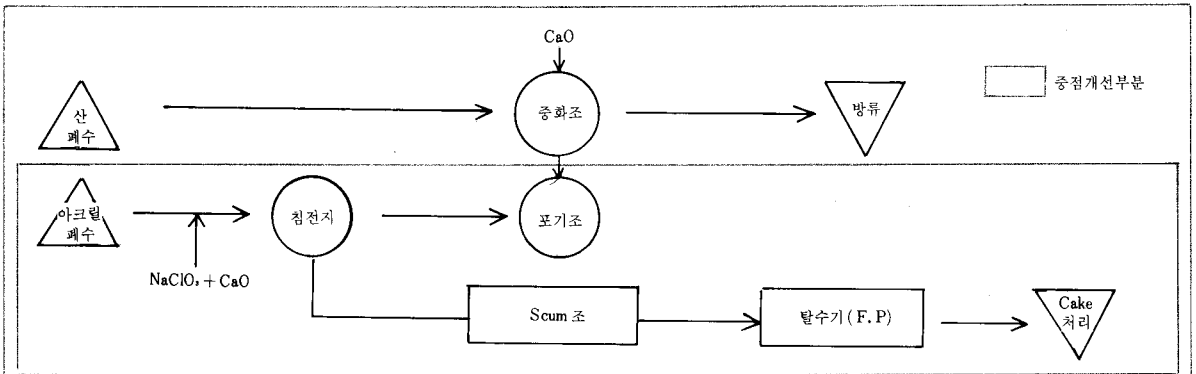 CaO
중점개선부분
산
폐수
중화조
방류
아크릴
폐수
침전지
포기조
NaClO₃ + CaO
Scum 조
탈수기 (F. P)
Cake
처리